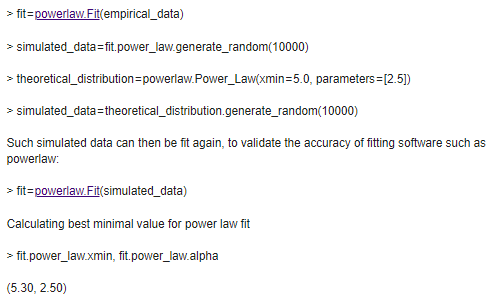 > fit=powerlaw.Fit(empirical_data)
> simulated_data=fit.power_law.generate_random(10000)
> theoretical_distribution=powerlaw.Power_Law(xmin=5.0, parameters=[2.5])
> simulated_data=theoretical_distribution.generate_random(10000)
Such simulated data can then be fit again, to validate the accuracy of fitting software such as
powerlaw:
> fit=powerlaw.Fit(simulated_data)
Calculating best minimal value for power law fit
> fit.power_law.xmin, fit.power_law.alpha
(5.30, 2.50)